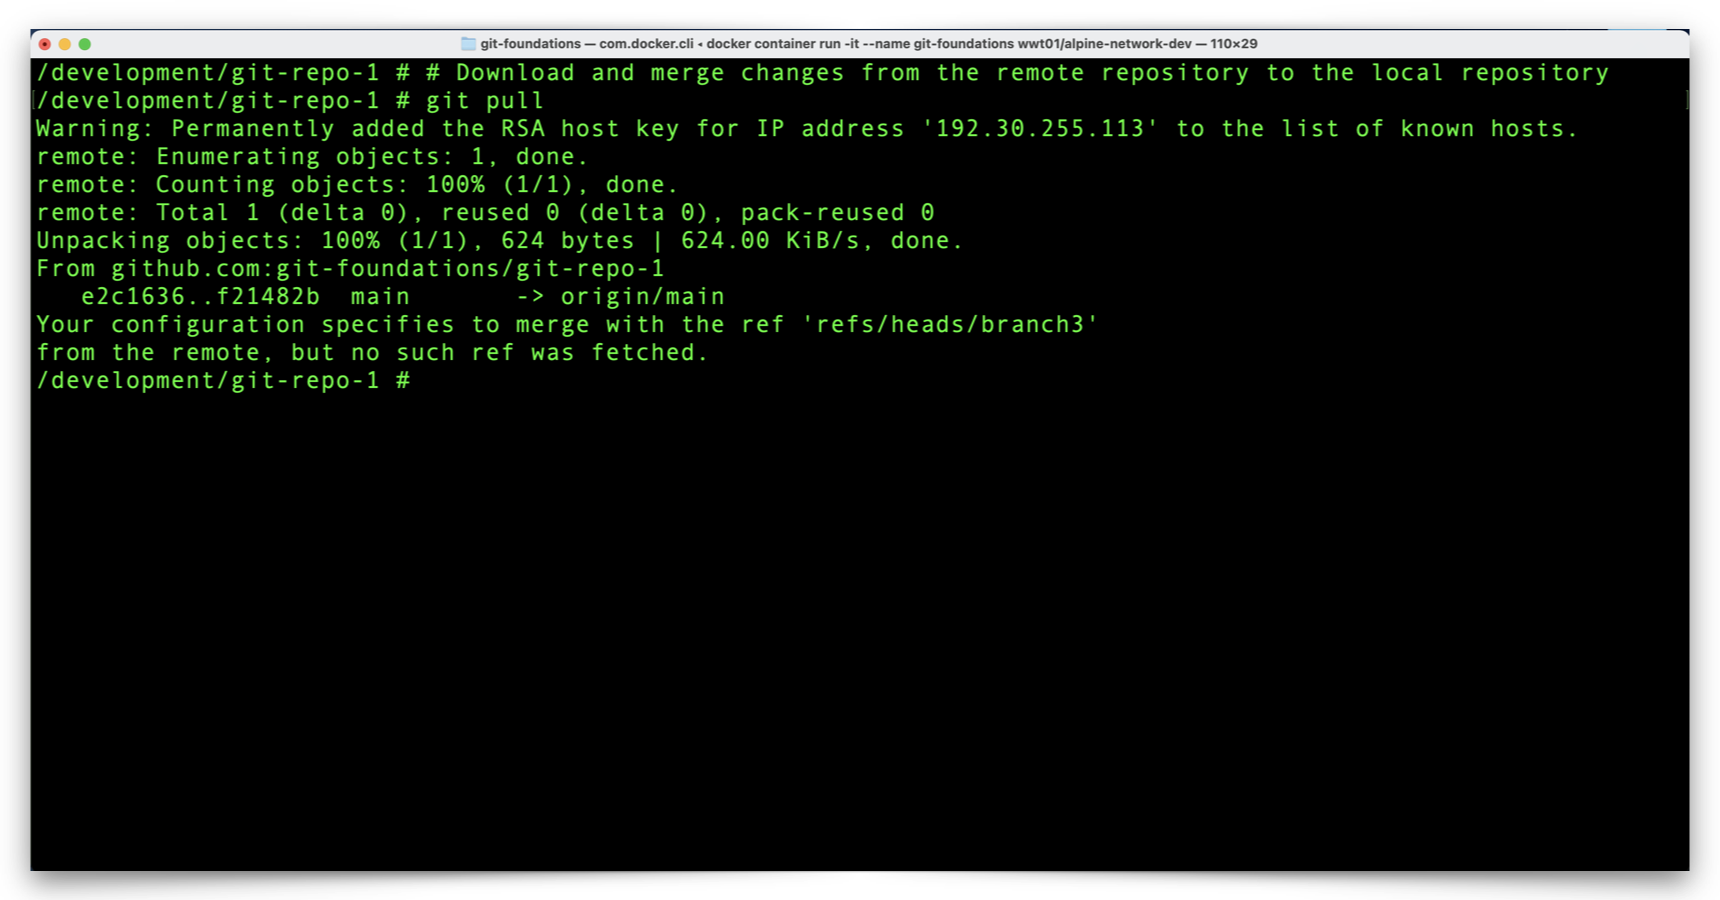 git-foundations — com.docker.cli ◂ docker container run -it --name git-foundations wwt01/alpine-network-dev — 110×29
/development/git-repo-1 # # Download and merge changes from the remote repository to the local repository
/development/git-repo-1 # git pull
Warning: Permanently added the RSA host key for IP address '192.30.255.113' to the list of known hosts.
remote: Enumerating objects: 1, done.
remote: Counting objects: 100% (1/1), done.
remote: Total 1 (delta 0), reused 0 (delta 0), pack-reused 0
Unpacking objects: 100% (1/1), 624 bytes | 624.00 KiB/s, done.
From github.com:git-foundations/git-repo-1
   e2c1636..f21482b  main       -> origin/main
Your configuration specifies to merge with the ref 'refs/heads/branch3'
from the remote, but no such ref was fetched.
/development/git-repo-1 #